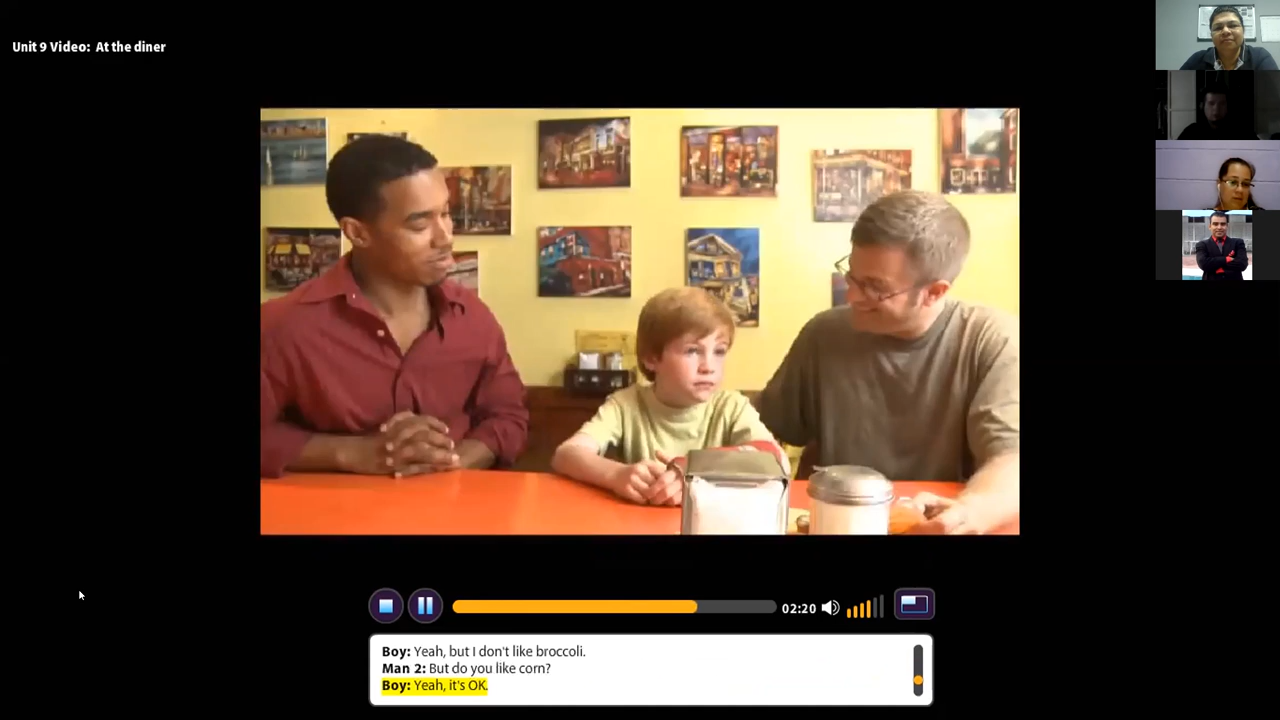 Unit 9 Video: At the diner
02:20
Boy: Yeah, but I don't like broccoli.
Man 2: But do you like corn?
Boy: Yeah, it's OK.